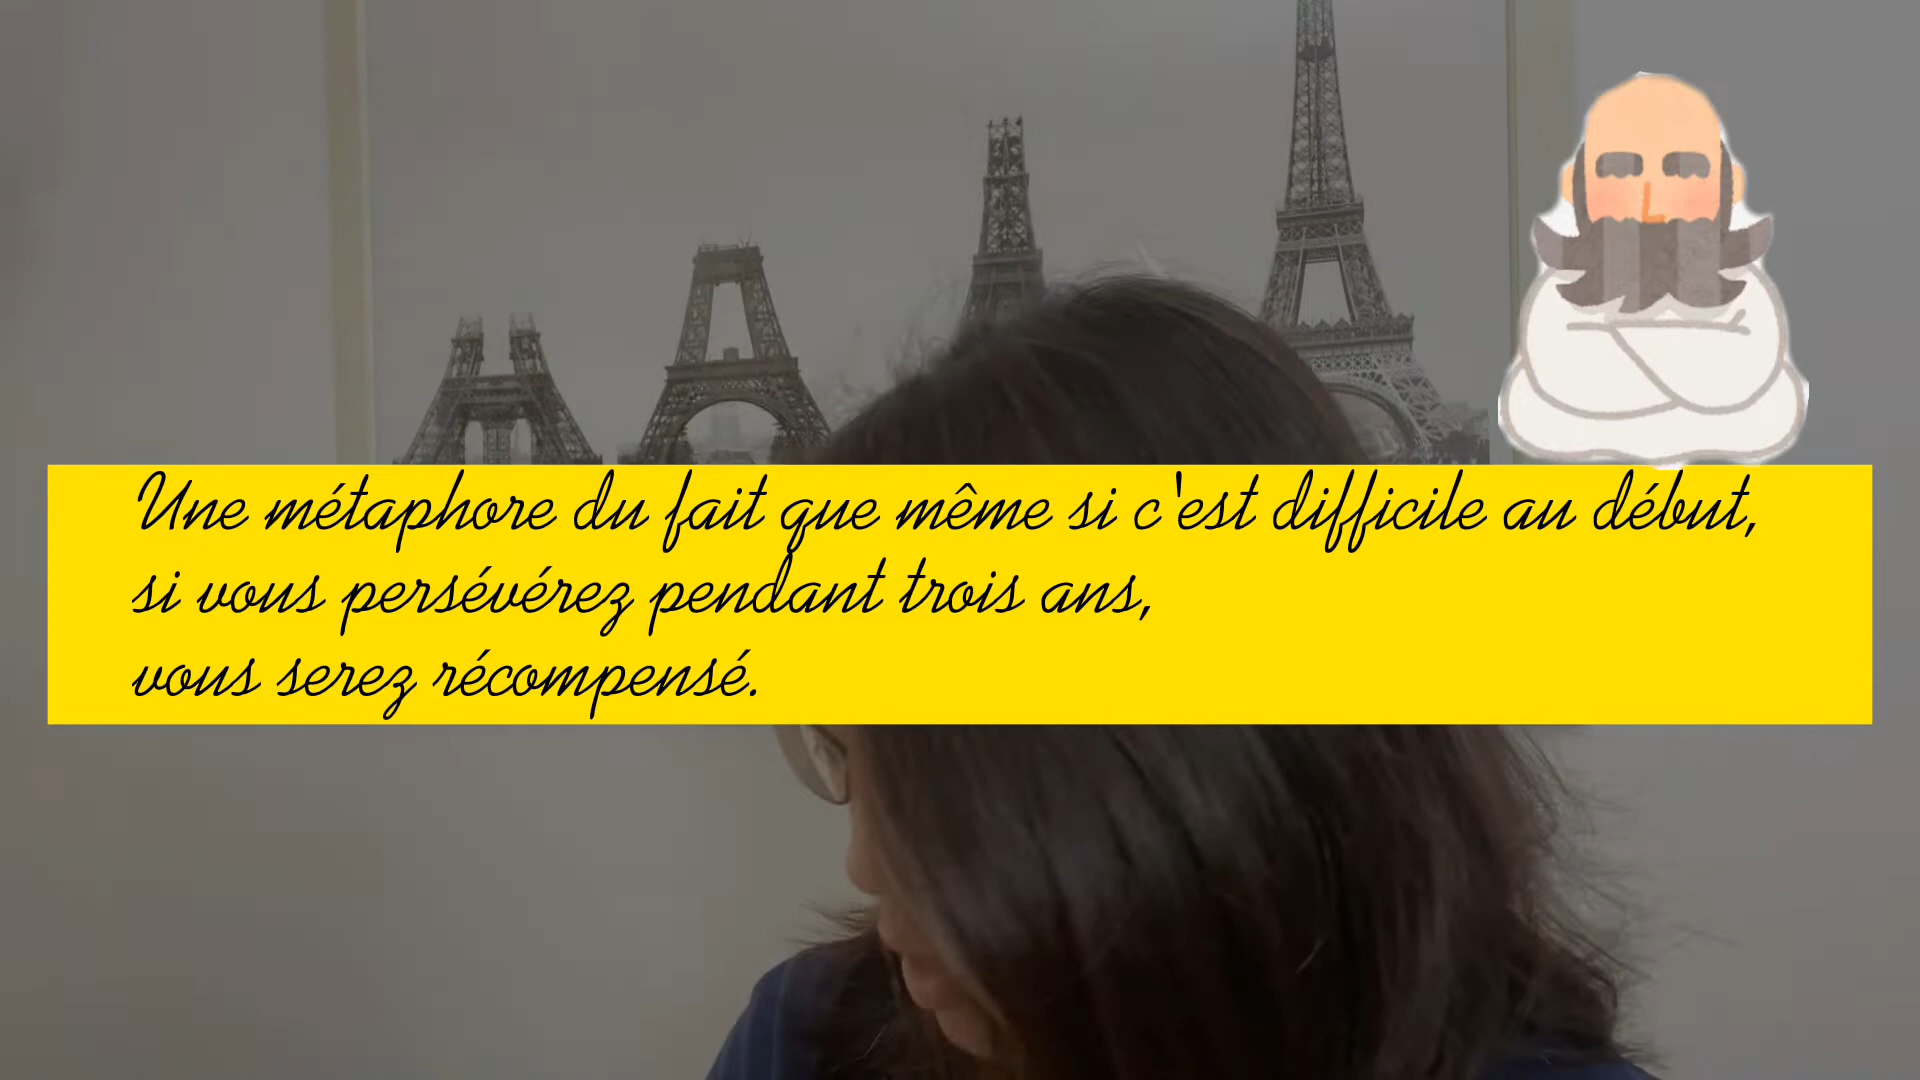 Une métaphore du fait que même si c'est difficile au début,
si vous persévérez pendant trois ans,
vous serez récompensé.